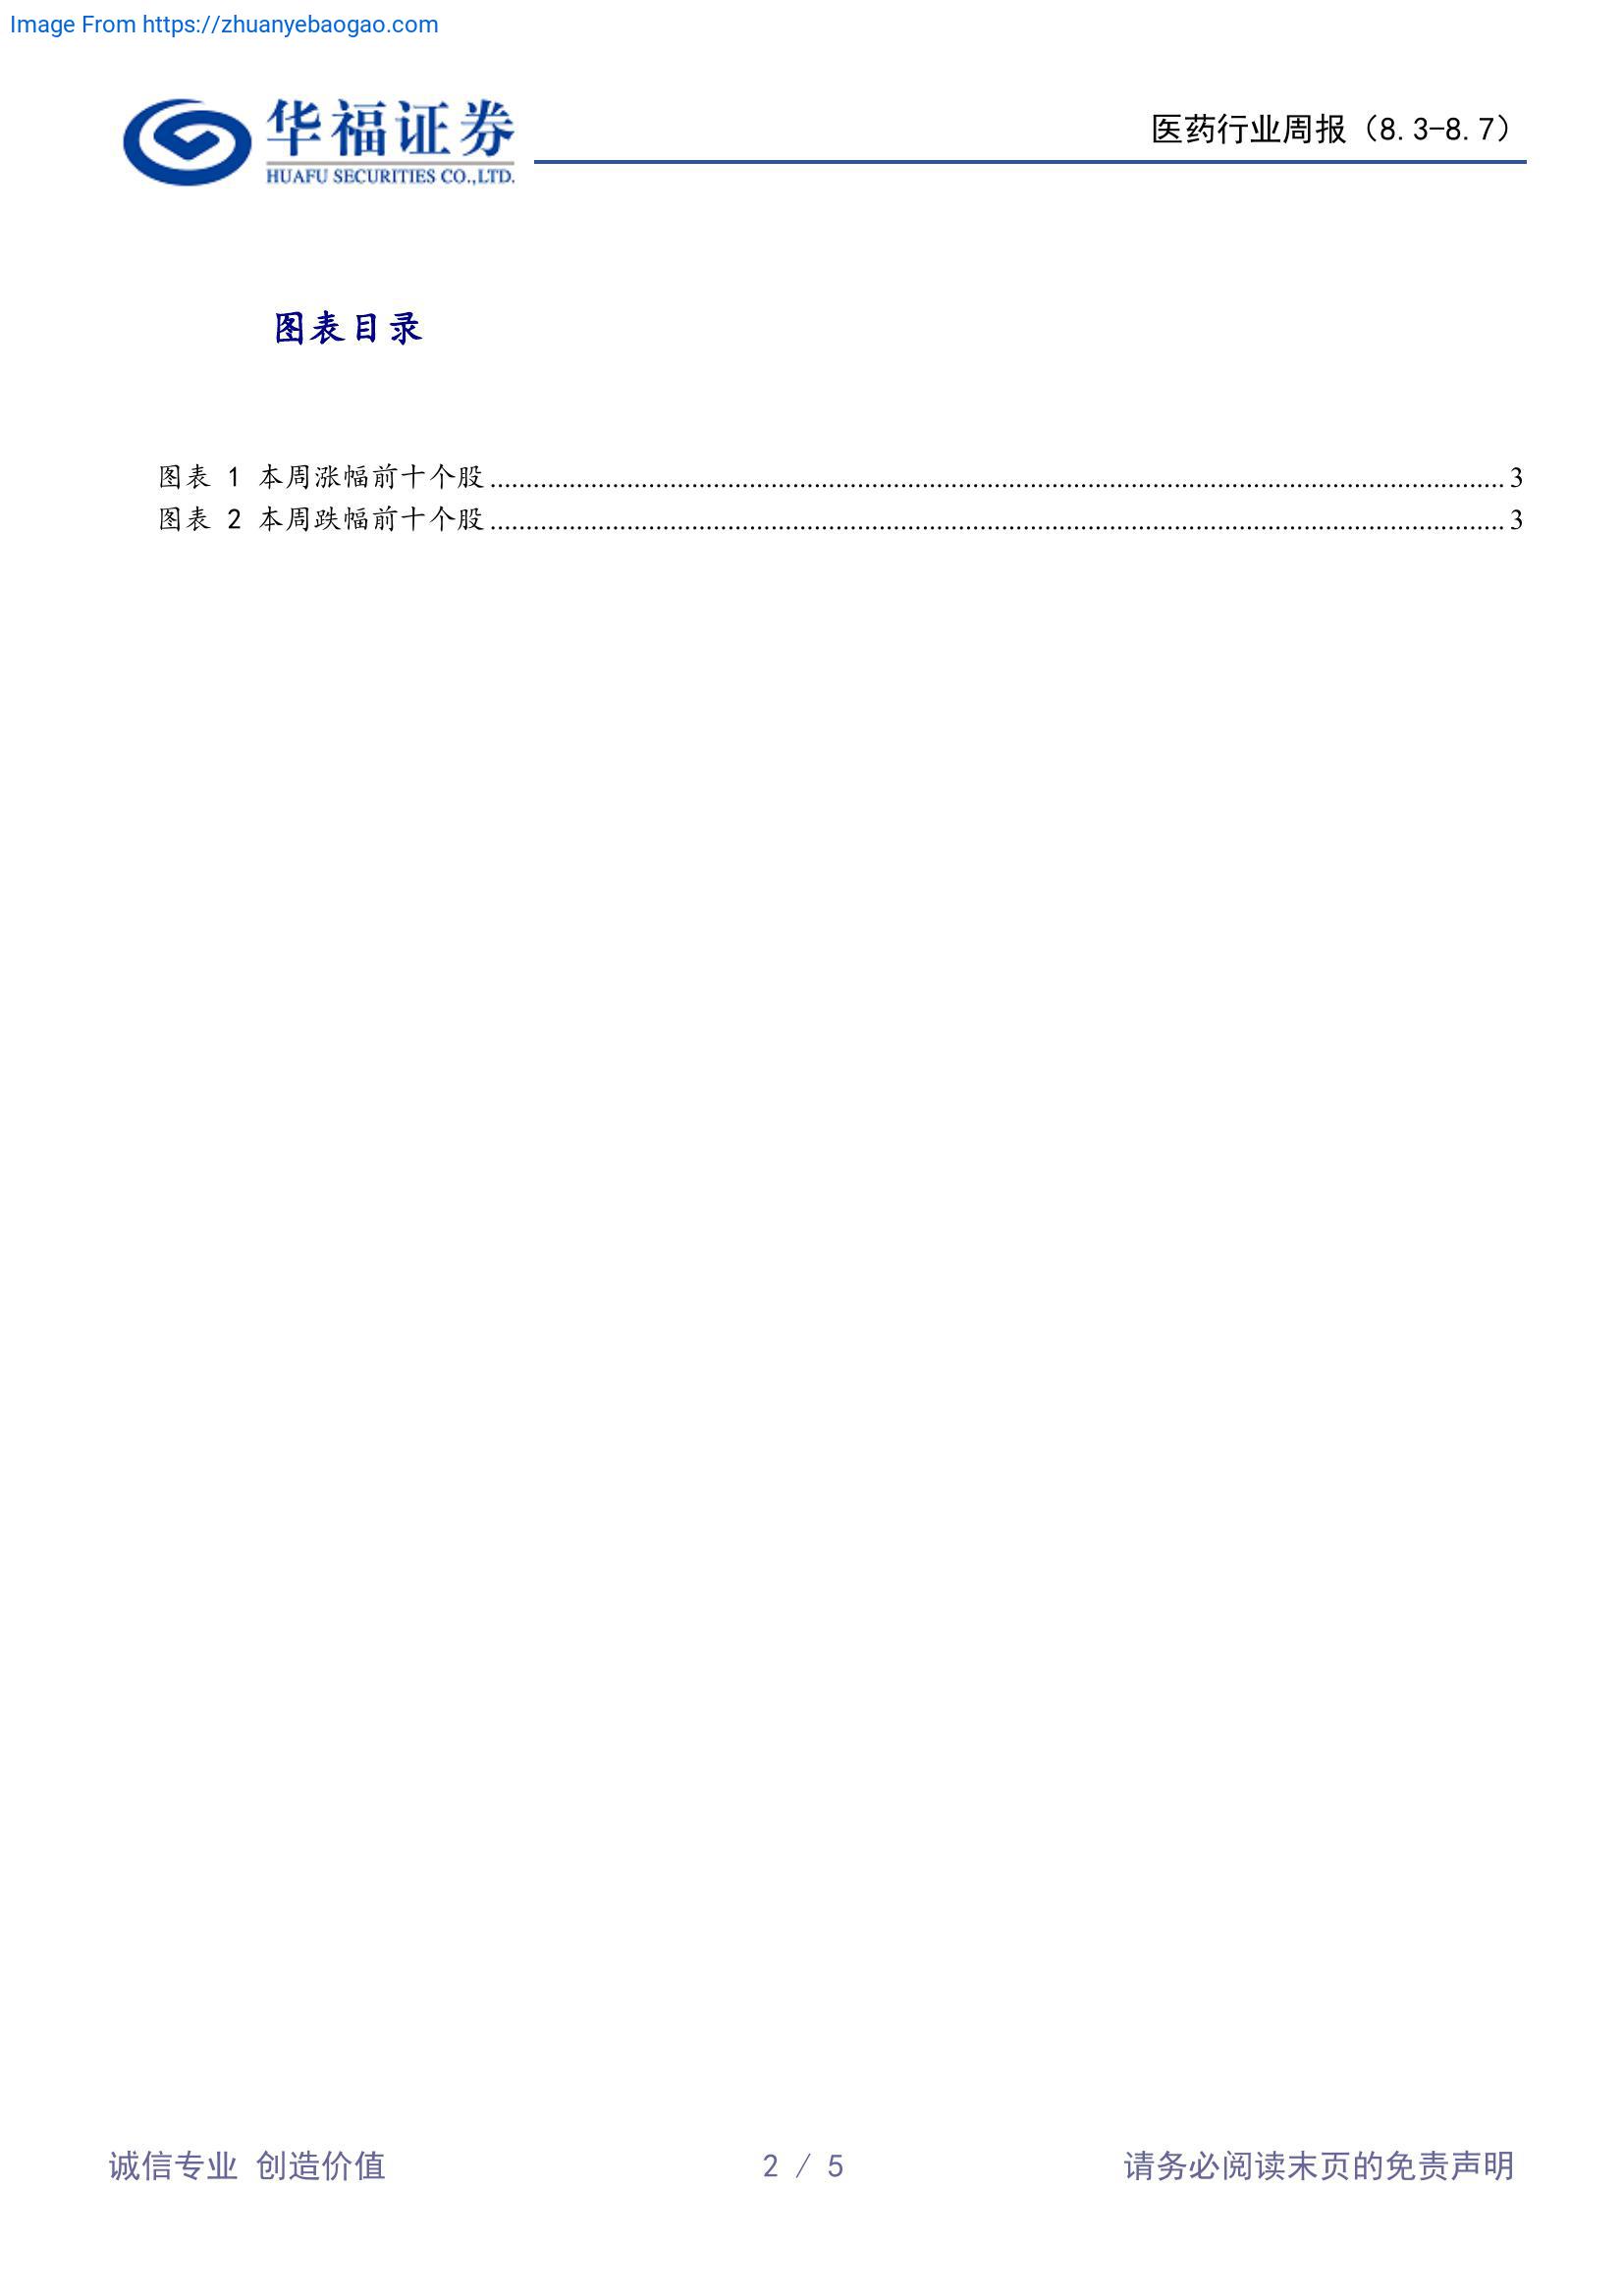 Image From https://zhuanyebaogao.com
华福证券
HUAFU SECURITIES CO.,LTD.
医药行业周报（8.3-8.7）
图表目录
图表 1 本周涨幅前十个股........................................................................................................................................3
图表 2 本周跌幅前十个股........................................................................................................................................3
诚信专业 创造价值
2 / 5
请务必阅读末页的免责声明